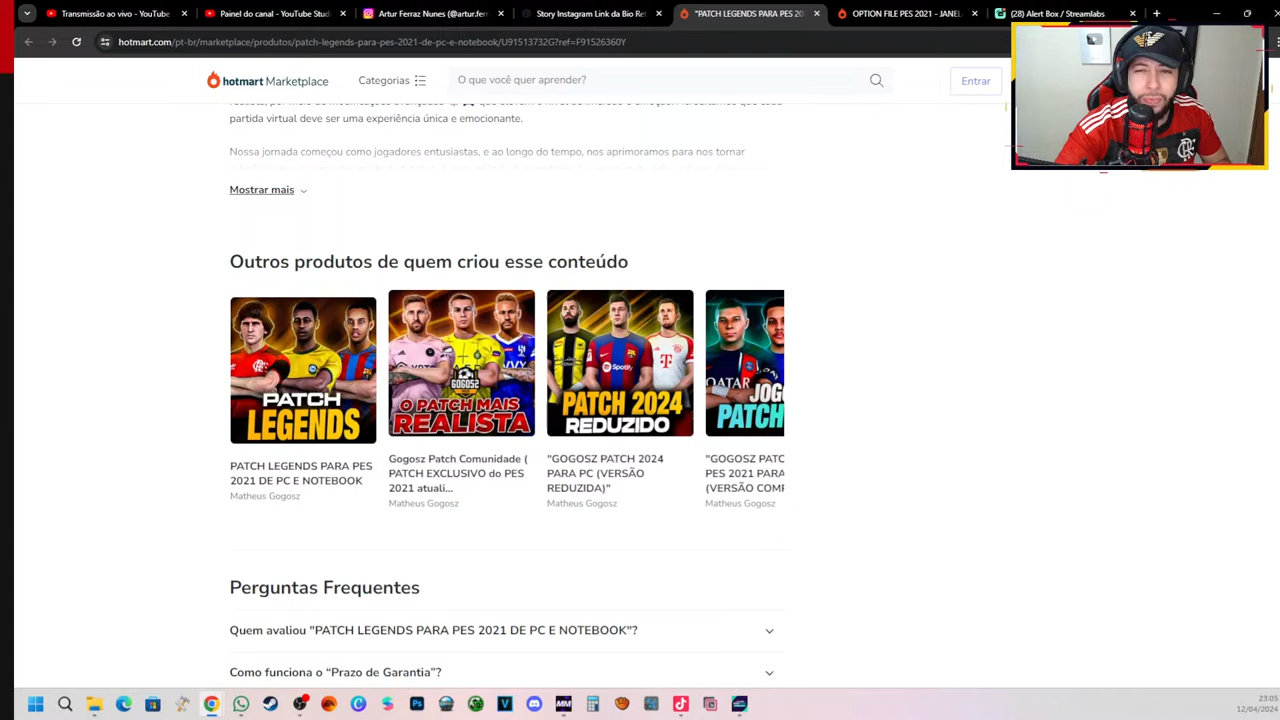 Transmissão ao vivo - YouTube
Painel do canal - YouTube Stud
Artur Ferraz Nunes (@artur.fer
Story Instagram Link da Bio Re
"PATCH LEGENDS PARA PES 20
OPTION FILE PES 2021 - JANEL
(28) Alert Box / Streamlabs
hotmart.com/pt-br/marketplace/produtos/patch-legends-para-pes-2021-de-pc-e-notebook/U91513732G?ref=F91526360Y
hotmart Marketplace
Categorias
O que você quer aprender?
Entrar
partida virtual deve ser uma experiência única e emocionante.
Nossa jornada começou como jogadores entusiastas, e ao longo do tempo, nos aprimoramos para nos tornar
Mostrar mais
Outros produtos de quem criou esse conteúdo
PATCH
LEGENDS
GOGOSZ
O PATCH MAIS
REALISTA
Spotify
PATCH 2024
REDUZIDO
QATAR
JOG
PATCH
PATCH LEGENDS PARA PES
2021 DE PC E NOTEBOOK
Matheus Gogosz
Gogosz Patch Comunidade (
PATCH EXCLUSIVO do PES
2021 atuali...
Matheus Gogosz
"GOGOSZ PATCH 2024
PARA PC (VERSÃO
REDUZIDA)"
Matheus Gogosz
"GOGOSZ PATC
PES 2021 PARA
(VERSÃO COMP
Matheus Gogosz
Perguntas Frequentes
Quem avaliou "PATCH LEGENDS PARA PES 2021 DE PC E NOTEBOOK"?
Como funciona o “Prazo de Garantia”?
23:05
12/04/2024